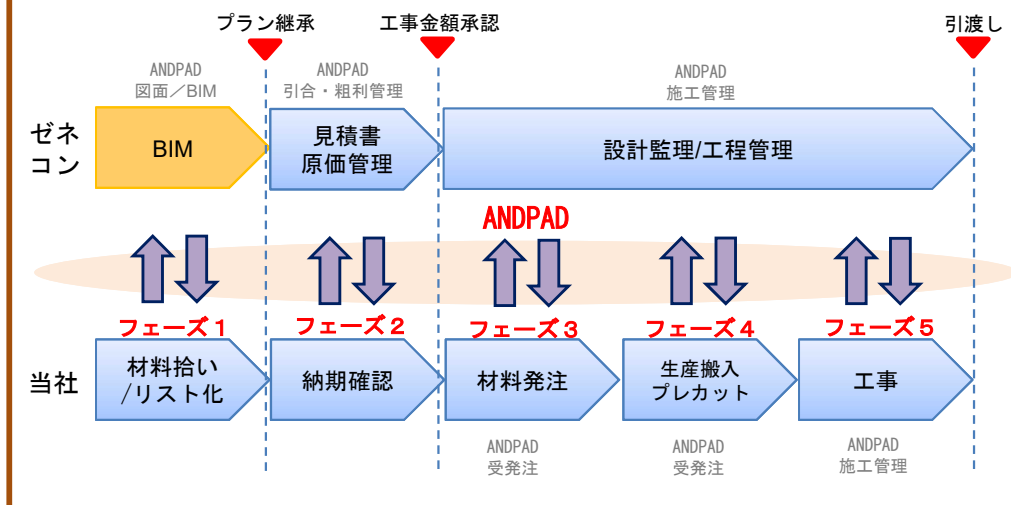 プラン継承
工事金額承認
引渡し
ANDPAD
図面／BIM
ANDPAD
引合・粗利管理
ANDPAD
施工管理
ゼネ
コン
BIM
見積書
原価管理
設計監理/工程管理
ANDPAD
フェーズ１
フェーズ２
フェーズ３
フェーズ４
フェーズ５
当社
材料拾い
/リスト化
納期確認
材料発注
生産搬入
プレカット
工事
ANDPAD
受発注
ANDPAD
受発注
ANDPAD
施工管理